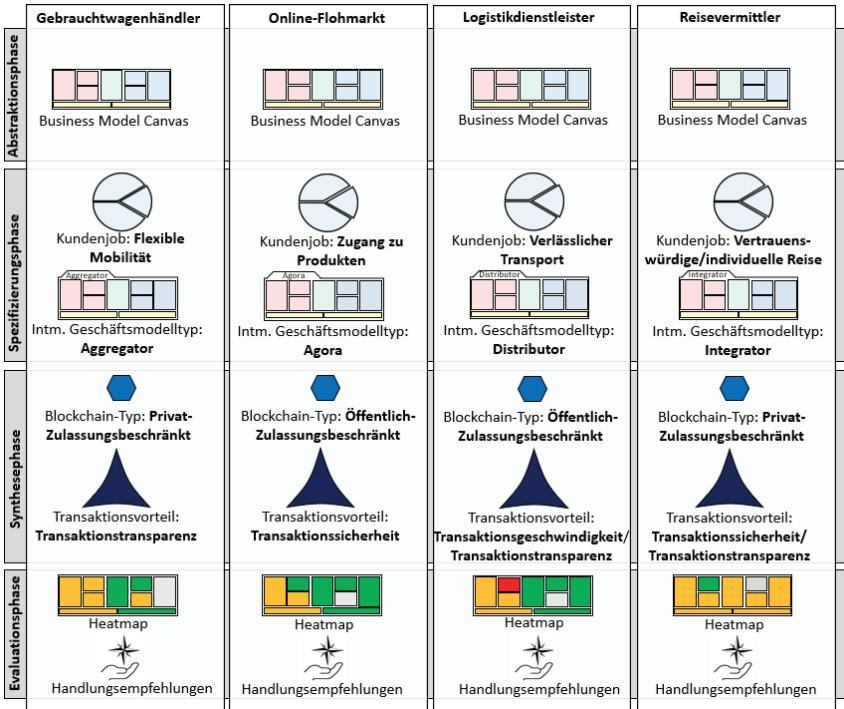 Gebrauchtwagenhändler
Online-Flohmarkt
Logistikdienstleister
Reisevermittler
Abstraktionsphase
Business Model Canvas
Business Model Canvas
Business Model Canvas
Business Model Canvas
Spezifizierungsphase
Kundenjob: Flexible
Mobilität
Aggregator
Intm. Geschäftsmodelltyp:
Aggregator
Kundenjob: Zugang zu
Produkten
Agora
Intm. Geschäftsmodelltyp:
Agora
Kundenjob: Verlässlicher
Transport
Distributor
Intm. Geschäftsmodelltyp:
Distributor
Kundenjob: Vertrauens-
würdige/individuelle Reise
Integrator
Intm. Geschäftsmodelltyp:
Integrator
Synthesephase
Blockchain-Typ: Privat-
Zulassungsbeschränkt
Transaktionsvorteil:
Transaktionstransparenz
Blockchain-Typ: Öffentlich-
Zulassungsbeschränkt
Transaktionsvorteil:
Transaktionssicherheit
Blockchain-Typ: Öffentlich-
Zulassungsbeschränkt
Transaktionsvorteil:
Transaktionsgeschwindigkeit/
Transaktionstransparenz
Blockchain-Typ: Privat-
Zulassungsbeschränkt
Transaktionsvorteil:
Transaktionssicherheit/
Transaktionstransparenz
Evaluationsphase
Heatmap
Handlungsempfehlungen
Heatmap
Handlungsempfehlungen
Heatmap
Handlungsempfehlungen
Heatmap
Handlungsempfehlungen